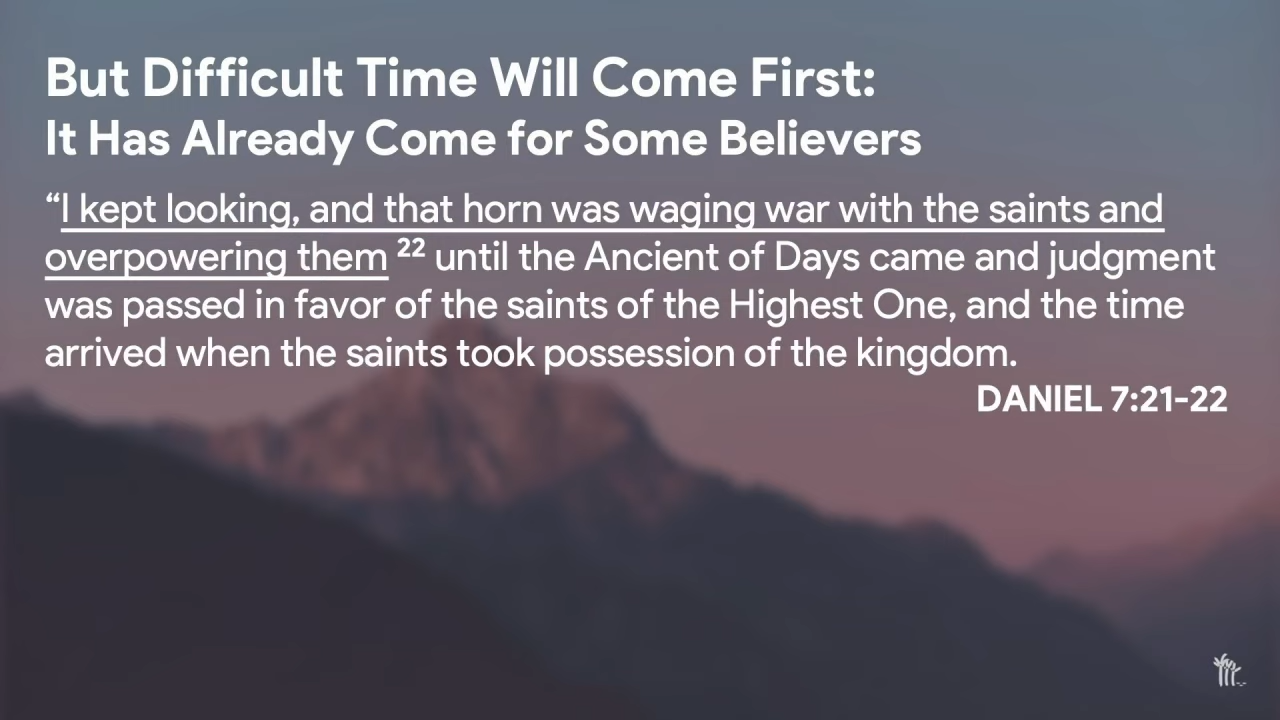 But Difficult Time Will Come First:
It Has Already Come for Some Believers
“I kept looking, and that horn was waging war with the saints and
overpowering them 22 until the Ancient of Days came and judgment
was passed in favor of the saints of the Highest One, and the time
arrived when the saints took possession of the kingdom.
DANIEL 7:21-22